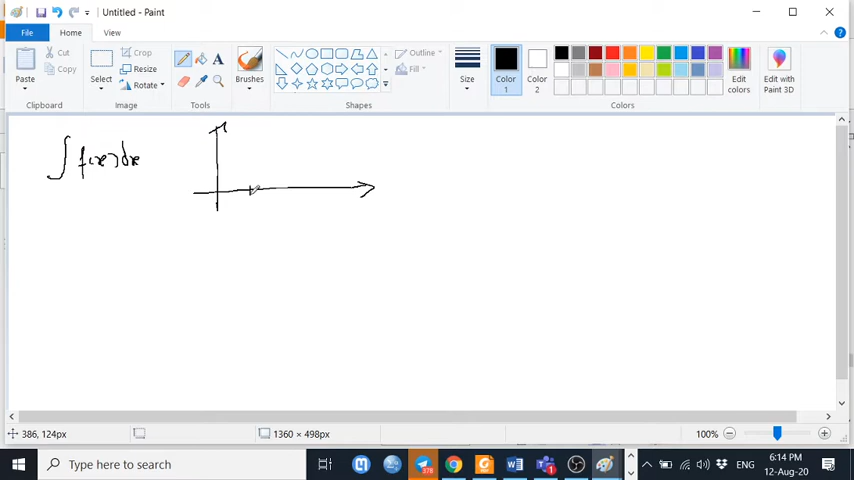 Untitled - Paint
File Home View
Paste
Cut
Copy
Clipboard
Select
Crop
Resize
Rotate
Image
A
Tools
Brushes
Outline
Fill
Shapes
Size
Color 1
Color 2
Edit colors
Colors
Edit with Paint 3D
∫ f(x) dx
386, 124px
1360 × 498px
100%
Type here to search
378
1
ENG
6:14 PM
12-Aug-20